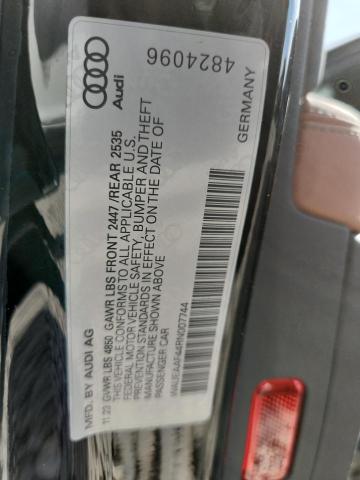 Audi
4824096
GERMANY
MFD. BY AUDI AG
11.23 GVWR LBS 4850 GAWR LBS FRONT 2447 /REAR 2535
THIS VEHICLE CONFORMS TO ALL APPLICABLE U.S.
FEDERAL MOTOR VEHICLE SAFETY, BUMPER AND THEFT
PREVENTION STANDARDS IN EFFECT ON THE DATE OF
MANUFACTURE SHOWN ABOVE
PASSENGER CAR
WAUEAAF44RN007744